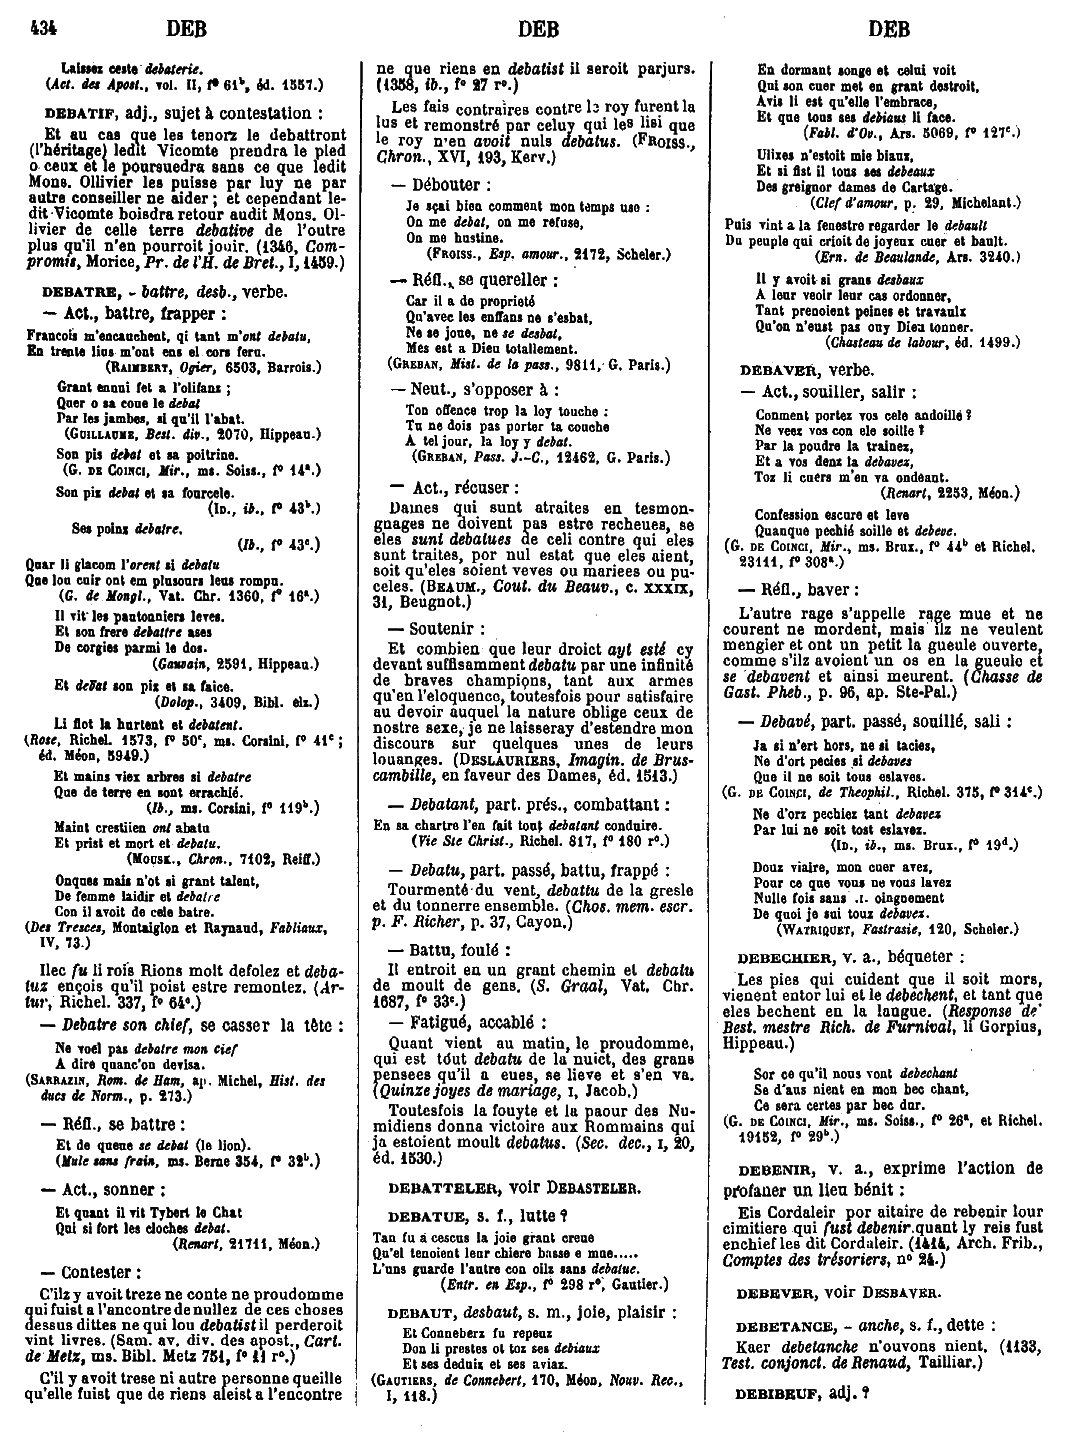 434 DEB DEB DEB
Laissez ceste debaterie.
(Act. des Apost., vol. II, f° 61b, éd. 1557.)
DEBATIF, adj., sujet à contestation :
Et au cas que les tenorz le debattront
(l'héritage) ledit Vicomte prendra le pled
o ceux et le poursuedra sans ce que ledit
Mons. Ollivier les puisse par luy ne par
autre conseiller ne aider ; et cependant le-
dit Vicomte boisdra retour audit Mons. Ol-
livier de celle terre debative de l'outre
plus qu'il n'en pourroit jouir. (1346, Com-
promis, Morice, Pr. de l'H. de Bret., I, 1459.)
DEBATRE, - battre, desb., verbe.
— Act., battre, frapper :
Francois m'encauchent, qi tant m'ont debatu,
En trente lius m'ont ens el cors feru.
(RAIMBERT, Ogier, 6503, Barrois.)
Grant ennui fet a l'olifans ;
Quer o sa coue le debat
Par les jambes, si qu'il l'abat.
(GUILLAUME, Best. div., 2070, Hippeau.)
Son pis debat et sa poitrine.
(G. DE COINCI, Mir., ms. Soiss., f° 14a.)
Son piz debat et sa fourcele.
(ID., ib., f° 43b.)
Ses poinz debatre.
(Ib., f° 43c.)
Quar li glacom l'orent si debatu
Que lou cuir ont em plusours leus rompu.
(G. de Mongl., Vat. Chr. 1360, f° 16a.)
Il vit les pautonniers leves.
Et son frere debattre ases
De corgies parmi le dos.
(Gauvain, 2591, Hippeau.)
Et debat son piz et sa faice.
(Dolop., 3409, Bibl. elz.)
Li flot la hurtent et debatent.
(Rose, Richel. 1573, f° 50c, ms. Corsini, f° 41c ;
éd. Méon, 5949.)
Et mains viex arbres si debatre
Que de terre en sont errachié.
(Ib., ms. Corsini, f° 119b.)
Maint crestiien ont abatu
Et prist et mort et debatu.
(MOUSK., Chron., 7102, Reiff.)
Onques mais n'ot si grant talent,
De femme laidir et debatre
Con il avoit de cele batre.
(Des Tresces, Montaiglon et Raynaud, Fabliaux,
IV, 73.)
Ilec fu li rois Rions molt defolez et deba-
tuz ençois qu'il poist estre remontez. (Ar-
tur, Richel. 337, f° 64c.)
— Debatre son chief, se casser la tête :
Ne voel pas debatre mon cief
A dire quanc'on devisa.
(SARRAZIN, Rom. de Ham, ap. Michel, Hist. des
ducs de Norm., p. 273.)
— Réfl., se battre :
Et de queue se debat (le lion).
(Mule sans frain, ms. Berne 354, f° 32b.)
— Act., sonner :
Et quant il vit Tybert le Chat
Qui si fort les cloches debat.
(Renart, 21711, Méon.)
— Contester :
C'ilz y avoit treze ne conte ne proudomme
qui fuist a l'ancontre de nullez de ces choses
dessus dittes ne qui lou debatist il perderoit
vint livres. (Sam. av. div. des apost., Cart.
de Metz, ms. Bibl. Metz 751, f° 11 r°.)
C'il y avoit trese ni autre personne queille
qu'elle fuist que de riens aleist a l'encontre
ne que riens en debatist il seroit parjurs.
(1358, ib., f° 27 r°.)
Les fais contraires contre le roy furent la
lus et remonstré par celuy qui les lisi que
le roy n'en avoit nuls debatus. (FROISS.,
Chron., XVI, 193, Kerv.)
— Débouter :
Je sçai bien comment mon temps use :
On me debat, on me refuse,
On me hustine.
(FROISS., Esp. amour., 2172, Scheler.)
— Réfl., se quereller :
Car il a de proprieté
Qu'avec les enffans ne s'esbat,
Ne se joue, ne se desbat,
Mes est a Dieu totallement.
(GREBAN, Mist. de la pass., 9811, G. Paris.)
— Neut., s'opposer à :
Ton offence trop la loy touche :
Tu ne dois pas porter ta couche
A tel jour, la loy y debat.
(GREBAN, Pass. J.-C., 12462, G. Paris.)
— Act., récuser :
Dames qui sunt atraites en tesmon-
gnages ne doivent pas estre recheues, se
eles sunt debatues de celi contre qui eles
sunt traites, por nul estat que eles aient,
soit qu'eles soient veves ou mariees ou pu-
celes. (BEAUM., Cout. du Beauv., c. XXXIX,
31, Beugnot.)
— Soutenir :
Et combien que leur droict ayt esté cy
devant suffisamment debatu par une infinité
de braves champions, tant aux armes
qu'en l'eloquence, toutesfois pour satisfaire
au devoir auquel la nature oblige ceux de
nostre sexe, je ne laisseray d'estendre mon
discours sur quelques unes de leurs
louanges. (DESLAURIERS, Imagin. de Brus-
cambille, en faveur des Dames, éd. 1513.)
— Debatant, part. prés., combattant :
En sa chartre l'en fait tout debatant conduire.
(Vie Ste Christ., Richel. 817, f° 180 r°.)
— Debatu, part. passé, battu, frappé :
Tourmenté du vent, debattu de la gresle
et du tonnerre ensemble. (Chos. mem. escr.
p. F. Richer, p. 37, Cayon.)
— Battu, foulé :
Il entroit en un grant chemin et debatu
de moult de gens. (S. Graal, Vat. Chr.
1687, f° 33c.)
— Fatigué, accablé :
Quant vient au matin, le proudomme,
qui est tout debatu de la nuict, des grans
pensees qu'il a eues, se lieve et s'en va.
(Quinze joyes de mariage, I, Jacob.)
Toutesfois la fouyte et la paour des Nu-
midiens donna victoire aux Rommains qui
ja estoient moult debatus. (Sec. dec., I, 20,
éd. 1530.)
DEBATTELER, voir DEBASTELER.
DEBATUE, s. f., lutte ?
Tan fu a cescus la joie grant creue
Qu'el tenoient leur chiere basse e mue.....
L'uns guarde l'autre con oilz sans debatue.
(Entr. en Esp., f° 298 r°, Gautier.)
DEBAUT, desbaut, s. m., joie, plaisir :
Et Conneberz fu repeuz
Don li prestes ot toz ses debiaux
Et ses deduiz et ses aviaz.
(GAUTIERS, de Connebert, 170, Méon, Nouv. Rec.,
I, 118.)
En dormant songe et celui voit
Qui son cuer met en grant destroit,
Avis li est qu'elle l'embrace,
Et que tous ses debiaus li face.
(Fabl. d'Ov., Ars. 5069, f° 127c.)
Ulixes n'estoit mie biaux,
Et si fist il tous ses debeaux
Des greignor dames de Cartage.
(Clef d'amour, p. 29, Michelant.)
Puis vint a la fenestre regarder le debault
Du peuple qui crioit de joyeux cuer et bault.
(Ern. de Beaulande, Ars. 3240.)
Il y avoit si grans desbaux
A leur veoir leur cas ordonner,
Tant prenoient peines et travaulx
Qu'on n'eust pas ouy Dieu tonner.
(Chasteau de labour, éd. 1499.)
DEBAVER, verbe.
— Act., souiller, salir :
Conment portez vos cele andoille ?
Ne veez vos con ele soille ?
Par la poudre la trainez,
Et a vos denz la debavez,
Toz li cuers m'en va ondeant.
(Renart, 2253, Méon.)
Confession escure et leve
Quanque pechié soille et debeve.
(G. DE COINCI, Mir., ms. Brux., f° 44b et Richel.
23111, f° 308a.)
— Réfl., baver :
L'autre rage s'appelle rage mue et ne
courent ne mordent, mais ilz ne veulent
mengier et ont un petit la gueule ouverte,
comme s'ilz avoient un os en la gueule et
se debavent et ainsi meurent. (Chasse de
Gast. Pheb., p. 96, ap. Ste-Pal.)
— Debavé, part. passé, souillé, sali :
Ja si n'ert hors, ne si tacies,
Ne d'ort pecies si debaves
Que il ne soit tous eslaves.
(G. DE COINCI, de Theophil., Richel. 375, f° 314c.)
Ne d'orz pechiez tant debavez
Par lui ne soit tost eslavez.
(ID., ib., ms. Brux., f° 19d.)
Douz viaire, mon cuer avez,
Pour ce que vous ne vous lavez
Nulle fois sans .I. oingnement
De quoi je sui touz debavez.
(WATRIQUET, Fastrasie, 120, Scheler.)
DEBECHIER, v. a., béqueter :
Les pies qui cuident que il soit mors,
vienent entor lui et le debechent, et tant que
eles bechent en la langue. (Response de
Best. mestre Rich. de Furnival, li Gorpius,
Hippeau.)
Sor ce qu'il nous vont debechant
Se d'aus nient en mon bec chant,
Ce sera certes par bec dur.
(G. DE COINCI, Mir., ms. Soiss., f° 26a, et Richel.
19152, f° 29b.)
DEBENIR, v. a., exprime l'action de
profaner un lieu bénit :
Eis Cordaleir por aitaire de rebenir lour
cimitiere qui fust debenir quant ly reis fust
enchief les dit Cordaleir. (1414, Arch. Frib.,
Comptes des trésoriers, n° 24.)
DEBEVER, voir DESBAVER.
DEBETANCE, - anche, s. f., dette :
Kaer debetanche n'ouvons nient. (1133,
Test. conjonct. de Renaud, Tailliar.)
DEBIBEUF, adj. ?